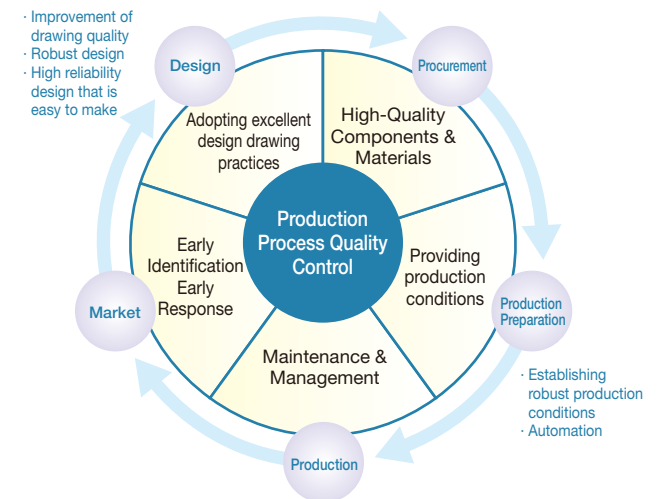 · Improvement of
drawing quality
· Robust design
· High reliability
design that is
easy to make
Design
Procurement
Adopting excellent
design drawing
practices
High-Quality
Components &
Materials
Production
Process Quality
Control
Early
Identification
Early
Response
Providing
production
conditions
Market
Production
Preparation
Maintenance &
Management
· Establishing
robust production
conditions
· Automation
Production